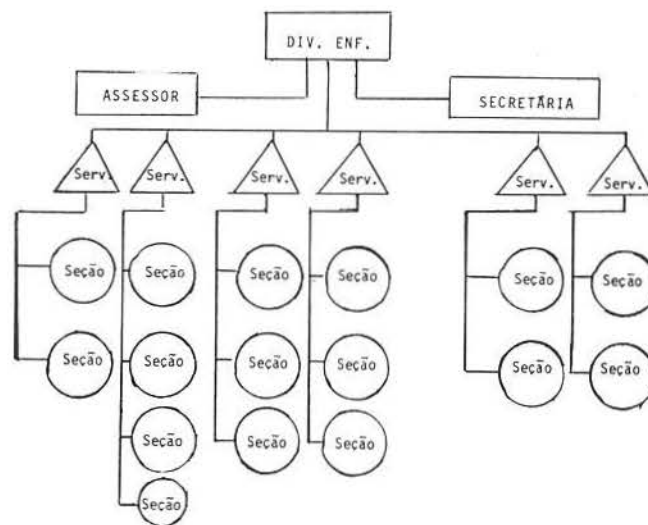 DIV. ENF.
ASSESSOR
SECRETÁRIA
Serv. Serv. Serv. Serv. Serv. Serv.
Seção Seção Seção Seção Seção Seção
Seção Seção Seção Seção Seção Seção
Seção Seção Seção
Seção